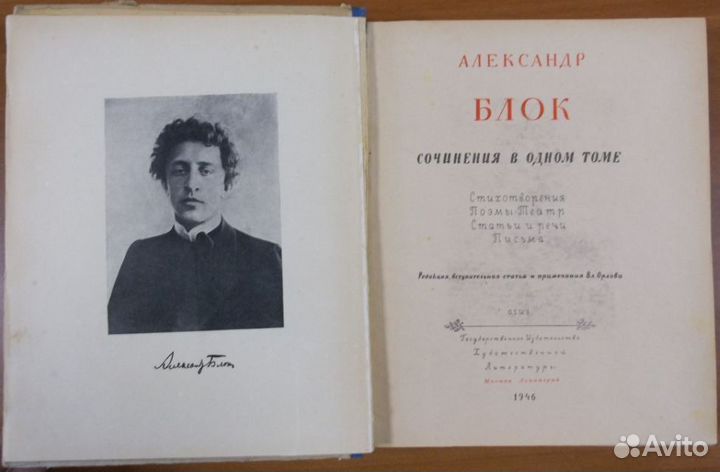 Александр Блок
АЛЕКСАНДР
БЛОК
СОЧИНЕНИЯ В ОДНОМ ТОМЕ
Стихотворения
Поэмы·Театр
Статьи и речи
Письма
Редакция, вступительная статья и примечания Вл. Орлова
ОГИЗ
Государственное Издательство
Художественной
Литературы
Москва Ленинград
1946
Avito